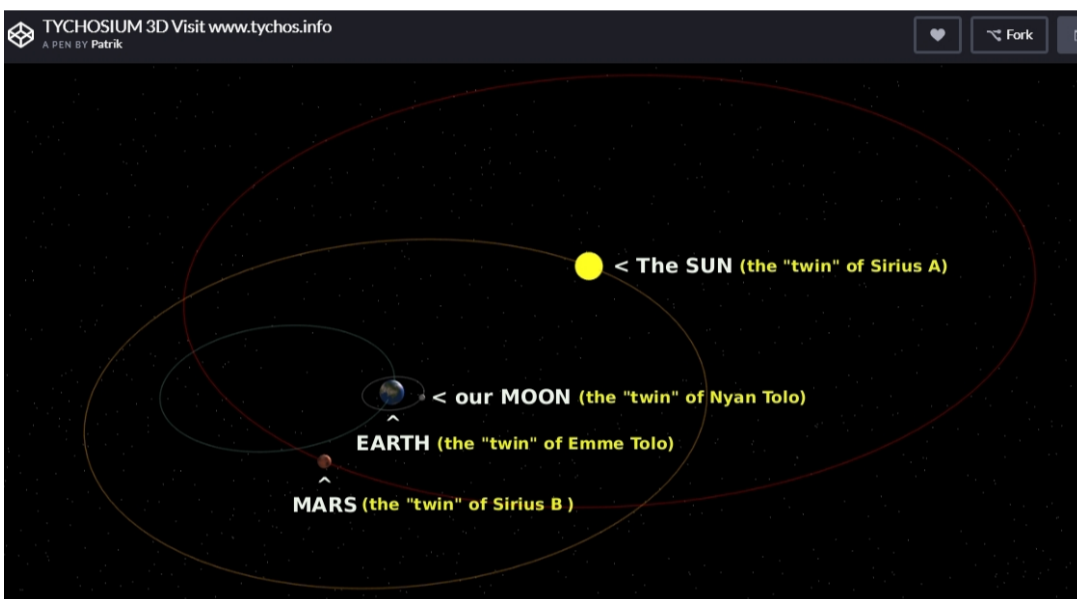 TYCHOSIUM 3D Visit www.tychos.info
A PEN BY Patrik
Fork
< The SUN (the "twin" of Sirius A)
< our MOON (the "twin" of Nyan Tolo)
^
EARTH (the "twin" of Emme Tolo)
^
MARS (the "twin" of Sirius B )